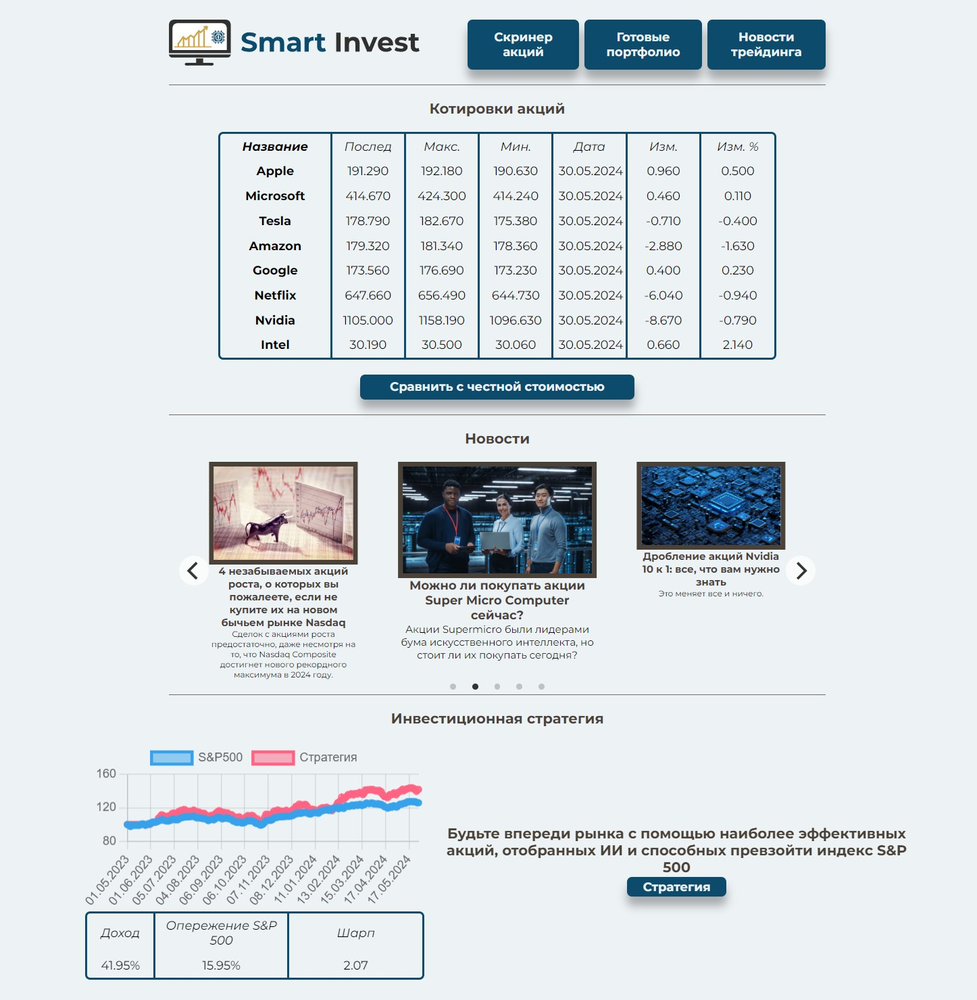 Smart Invest
Скринер
акций
Готовые
портфолио
Новости
трейдинга
Котировки акций
Название Послед Макс. Мин. Дата Изм. Изм. %
Apple 191.290 192.180 190.630 30.05.2024 0.960 0.500
Microsoft 414.670 424.300 414.240 30.05.2024 0.460 0.110
Tesla 178.790 182.670 175.380 30.05.2024 -0.710 -0.400
Amazon 179.320 181.340 178.360 30.05.2024 -2.880 -1.630
Google 173.560 176.690 173.230 30.05.2024 0.400 0.230
Netflix 647.660 656.490 644.730 30.05.2024 -6.040 -0.940
Nvidia 1105.000 1158.190 1096.630 30.05.2024 -8.670 -0.790
Intel 30.190 30.500 30.060 30.05.2024 0.660 2.140
Сравнить с честной стоимостью
Новости
4 незабываемых акций
роста, о которых вы
пожалеете, если не
купите их на новом
бычьем рынке Nasdaq
Сделок с акциями роста
предостаточно, даже несмотря на
то, что Nasdaq Composite
достигнет нового рекордного
максимума в 2024 году.
Можно ли покупать акции
Super Micro Computer
сейчас?
Акции Supermicro были лидерами
бума искусственного интеллекта, но
стоит ли их покупать сегодня?
Дробление акций Nvidia
10 к 1: все, что вам нужно
знать
Это меняет все и ничего.
Инвестиционная стратегия
S&P500 Стратегия
160
120
80
01.05.2023 01.06.2023 05.07.2023 04.08.2023 06.09.2023 06.10.2023 07.11.2023 08.12.2023 11.01.2024 13.02.2024 15.03.2024 17.04.2024 17.05.2024
Доход
Опережение S&P
500
Шарп
41.95% 15.95% 2.07
Будьте впереди рынка с помощью наиболее эффективных
акций, отобранных ИИ и способных превзойти индекс S&P
500
Стратегия